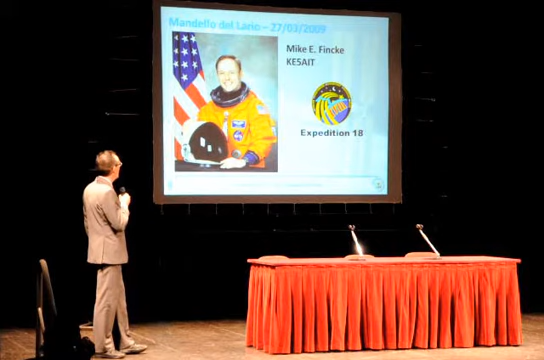 Mandello del Lario – 27/03/2009
Mike E. Fincke
KE5AIT
Expedition 18